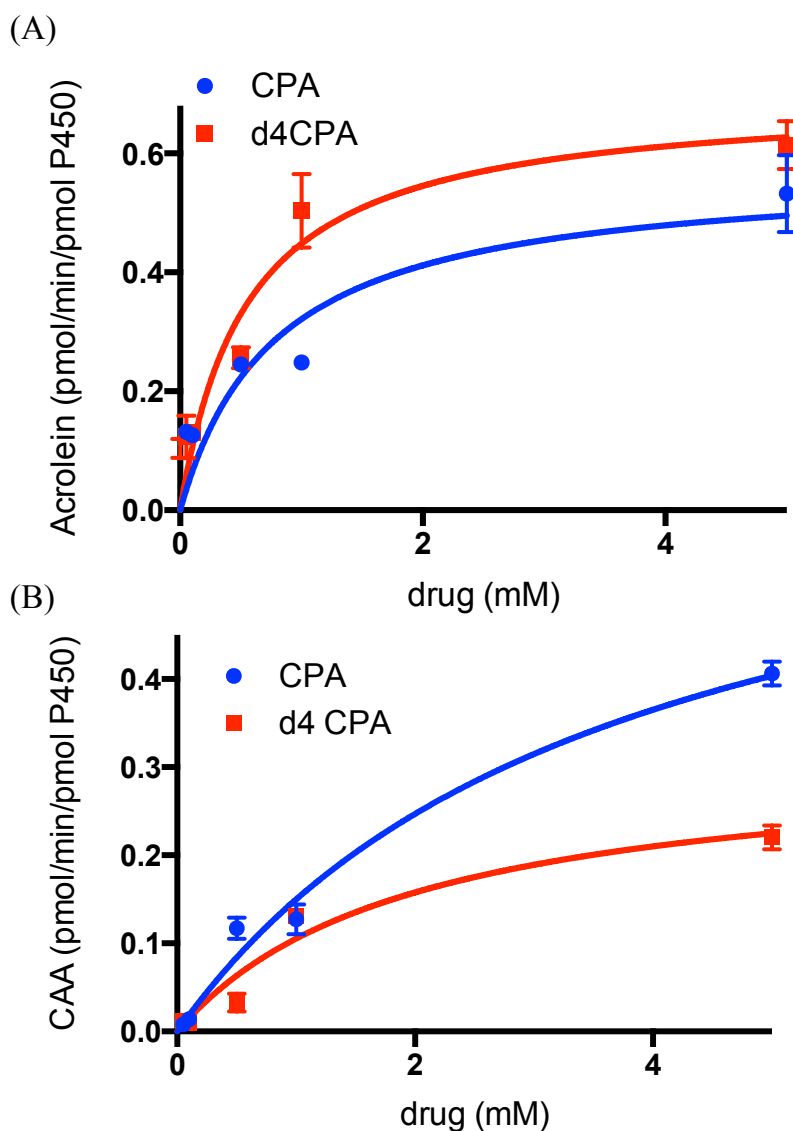 (A)
CPA
d4CPA
Acrolein (pmol/min/pmol P450)
0.6
0.4
0.2
0.0
0
2
4
drug (mM)
(B)
CPA
d4 CPA
CAA (pmol/min/pmol P450)
0.4
0.3
0.2
0.1
0.0
0
2
4
drug (mM)